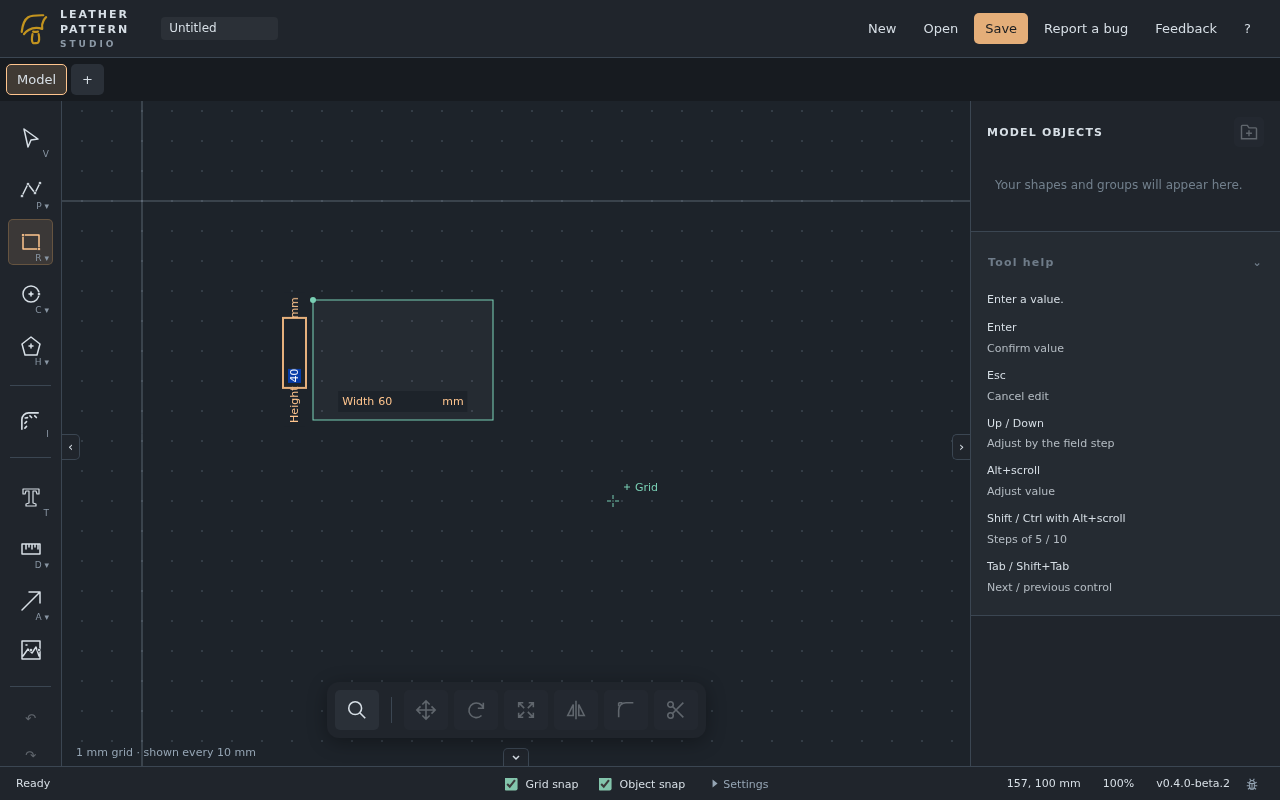 LEATHER
PATTERN
STUDIO
Untitled
New
Open
Save
Report a bug
Feedback
?
Model
+
V
P
R
C
H
I
T
D
A
mm
40
Height
Width 60 mm
+ Grid
1 mm grid · shown every 10 mm
MODEL OBJECTS
Your shapes and groups will appear here.
Tool help
Enter a value.
Enter
Confirm value
Esc
Cancel edit
Up / Down
Adjust by the field step
Alt+scroll
Adjust value
Shift / Ctrl with Alt+scroll
Steps of 5 / 10
Tab / Shift+Tab
Next / previous control
Ready
Grid snap
Object snap
Settings
157, 100 mm
100%
v0.4.0-beta.2